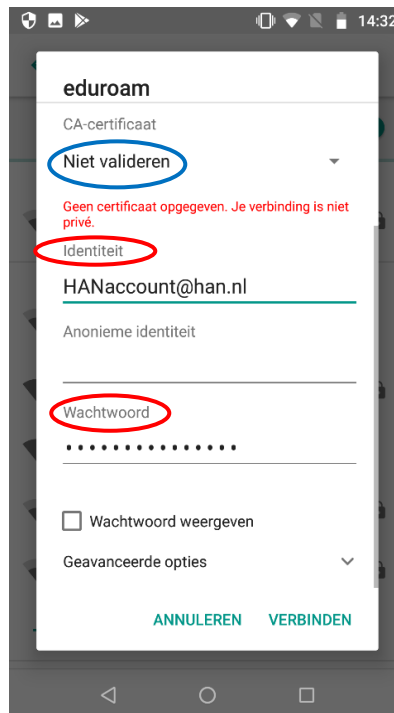 14:32
eduroam
CA-certificaat
Niet valideren
Geen certificaat opgegeven. Je verbinding is niet
privé.
Identiteit
HANaccount@han.nl
Anonieme identiteit
Wachtwoord
•••••••••••••••
Wachtwoord weergeven
Geavanceerde opties
ANNULEREN VERBINDEN